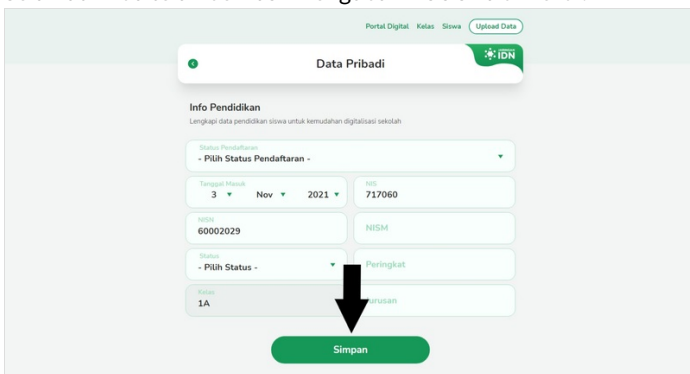 Portal Digital Kelas Siswa Upload Data
Data Pribadi
IDN
Info Pendidikan
Lengkapi data pendidikan siswa untuk kemudahan digitalisasi sekolah
Status Pendaftaran
- Pilih Status Pendaftaran -
Tanggal Masuk
3 Nov 2021
NIS
717060
NISN
60002029
NISM
Status
- Pilih Status -
Peringkat
Kelas
1A
Simpan